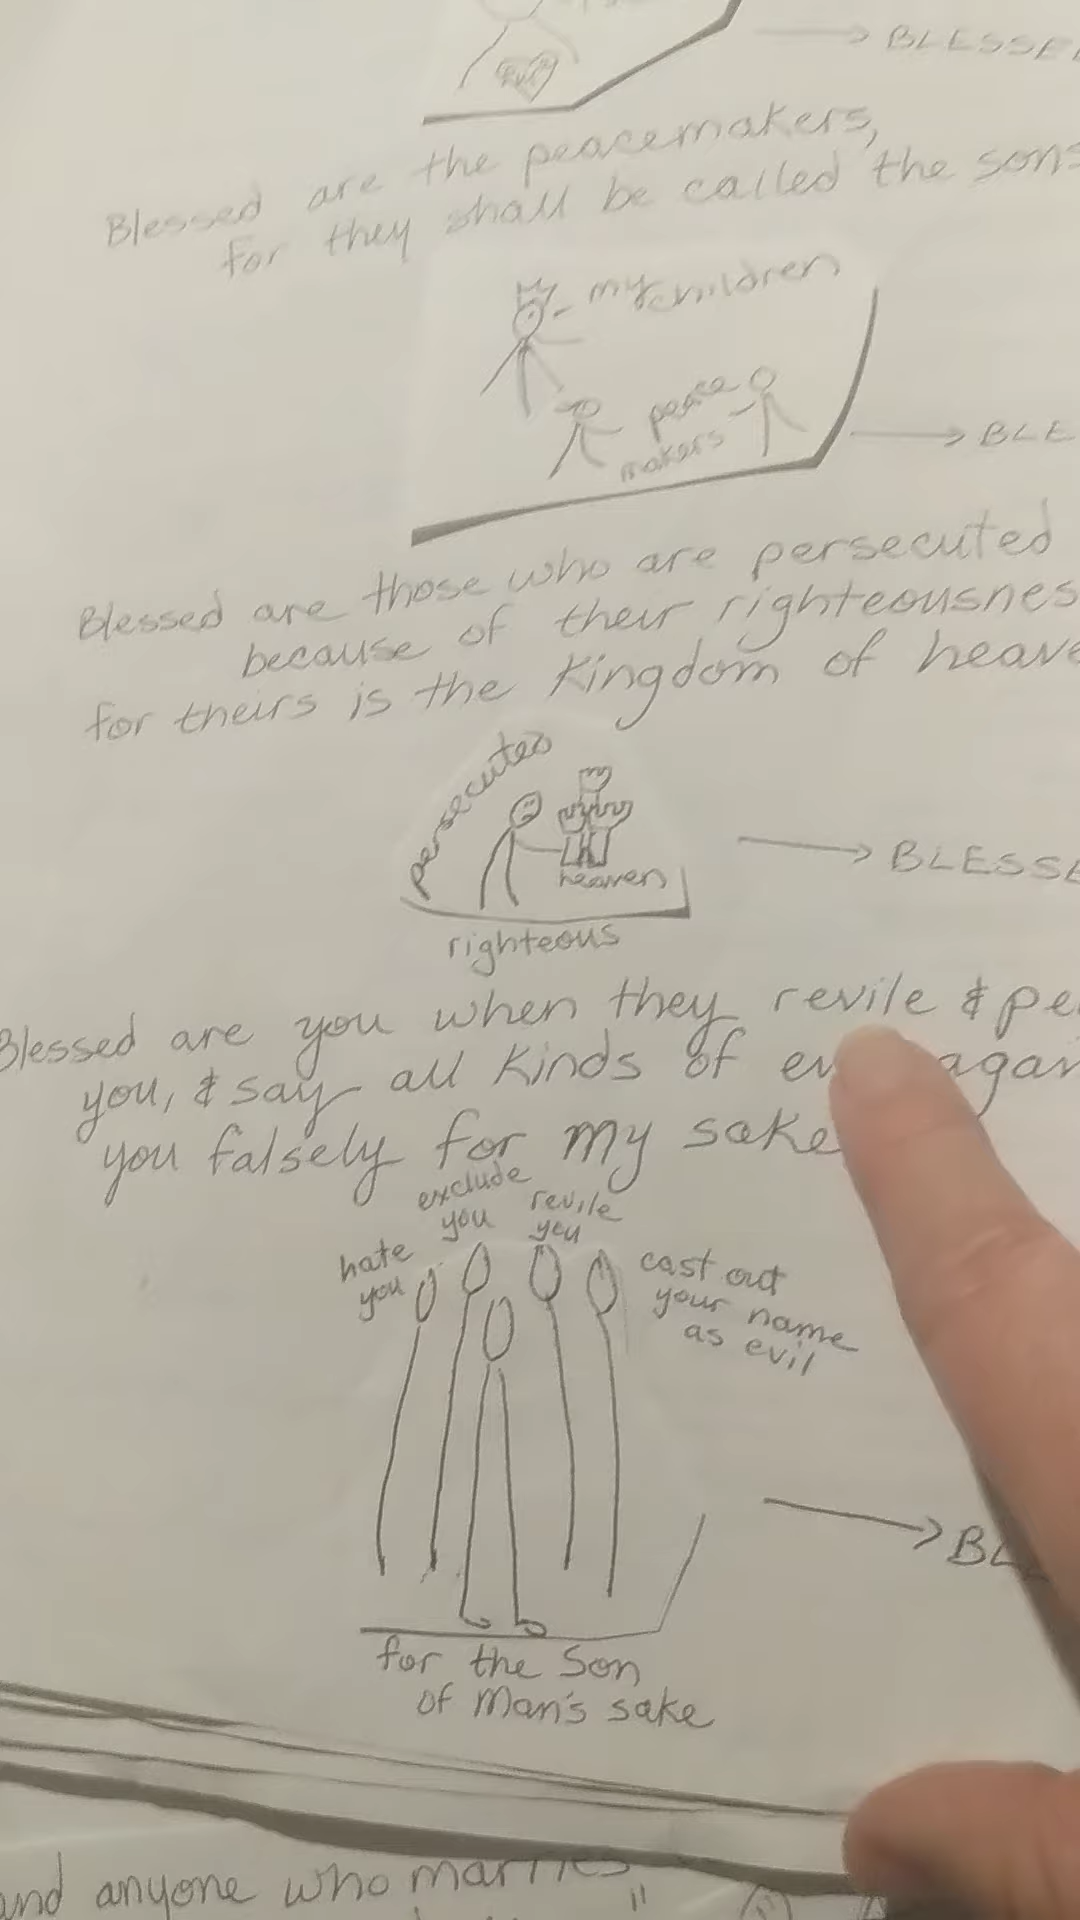 PURE
BLESSE
Blessed are the peacemakers,
for they shall be called the sons
my children
peace
makers
BLE
Blessed are those who are persecuted
because of their righteousnes
for theirs is the Kingdom of heave
persecuted
heaven
righteous
BLESSE
Blessed are you when they revile & pe
you, & say all kinds of ev agai
you falsely for my sake
exclude
you
revile
you
hate
you
cast out
your name
as evil
BL
for the Son
of Man's sake
and anyone who marries